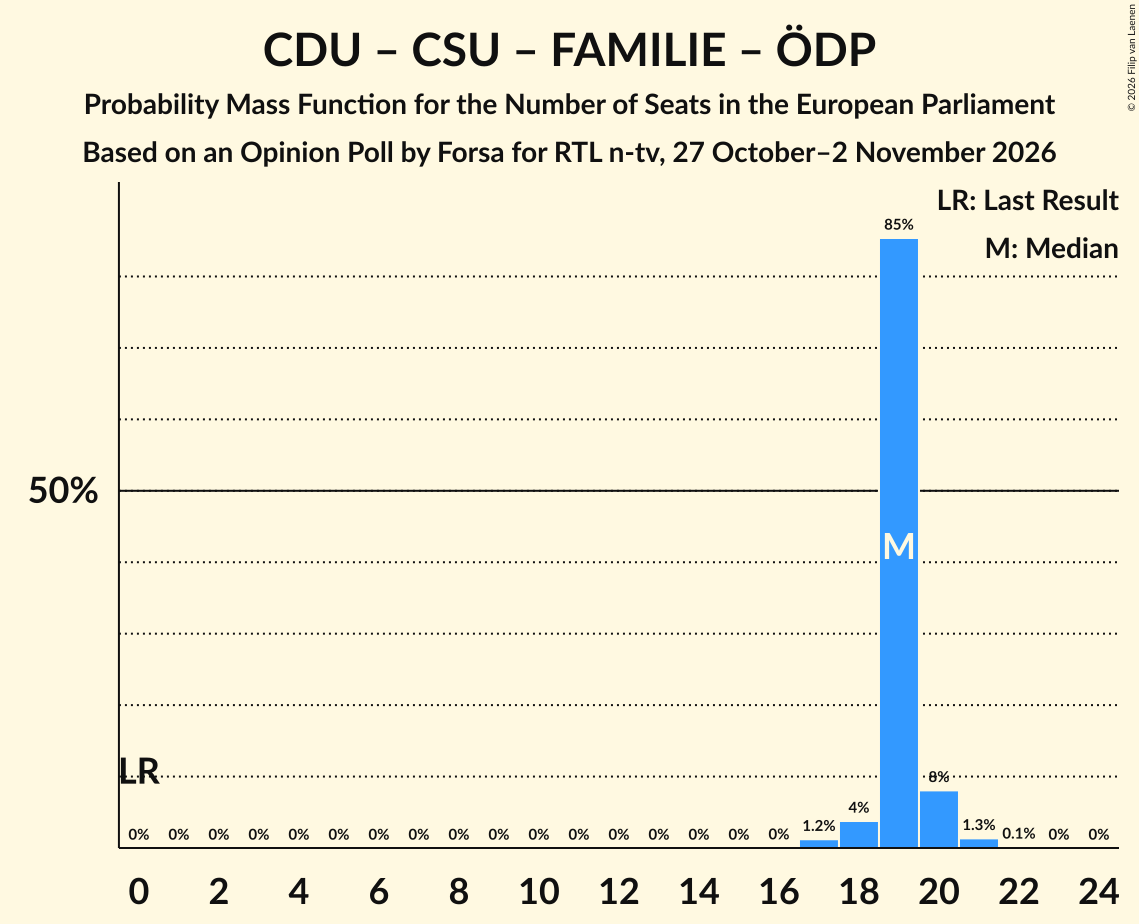 CDU – CSU – FAMILIE – ÖDP
Probability Mass Function for the Number of Seats in the European Parliament
Based on an Opinion Poll by Forsa for RTL n-tv, 27 October–2 November 2026
© 2026 Filip van Laenen
LR: Last Result
M: Median
85%
50%
M
LR
0% 0% 0% 0% 0% 0% 0% 0% 0% 0% 0% 0% 0% 0% 0% 0% 0% 1.2% 4% 8% 1.3% 0.1% 0% 0%
0 2 4 6 8 10 12 14 16 18 20 22 24